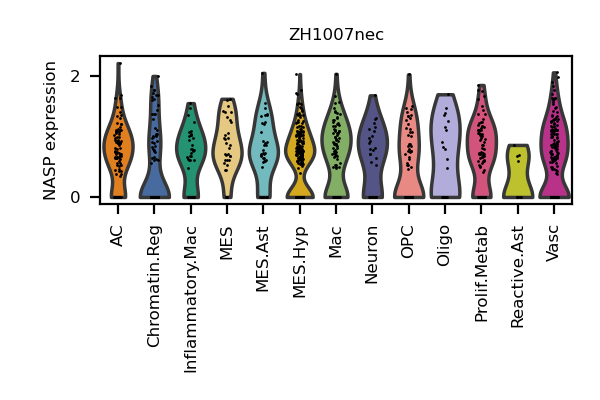 ZH1007nec
NASP expression
2
0
AC
Chromatin.Reg
Inflammatory.Mac
MES
MES.Ast
MES.Hyp
Mac
Neuron
OPC
Oligo
Prolif.Metab
Reactive.Ast
Vasc